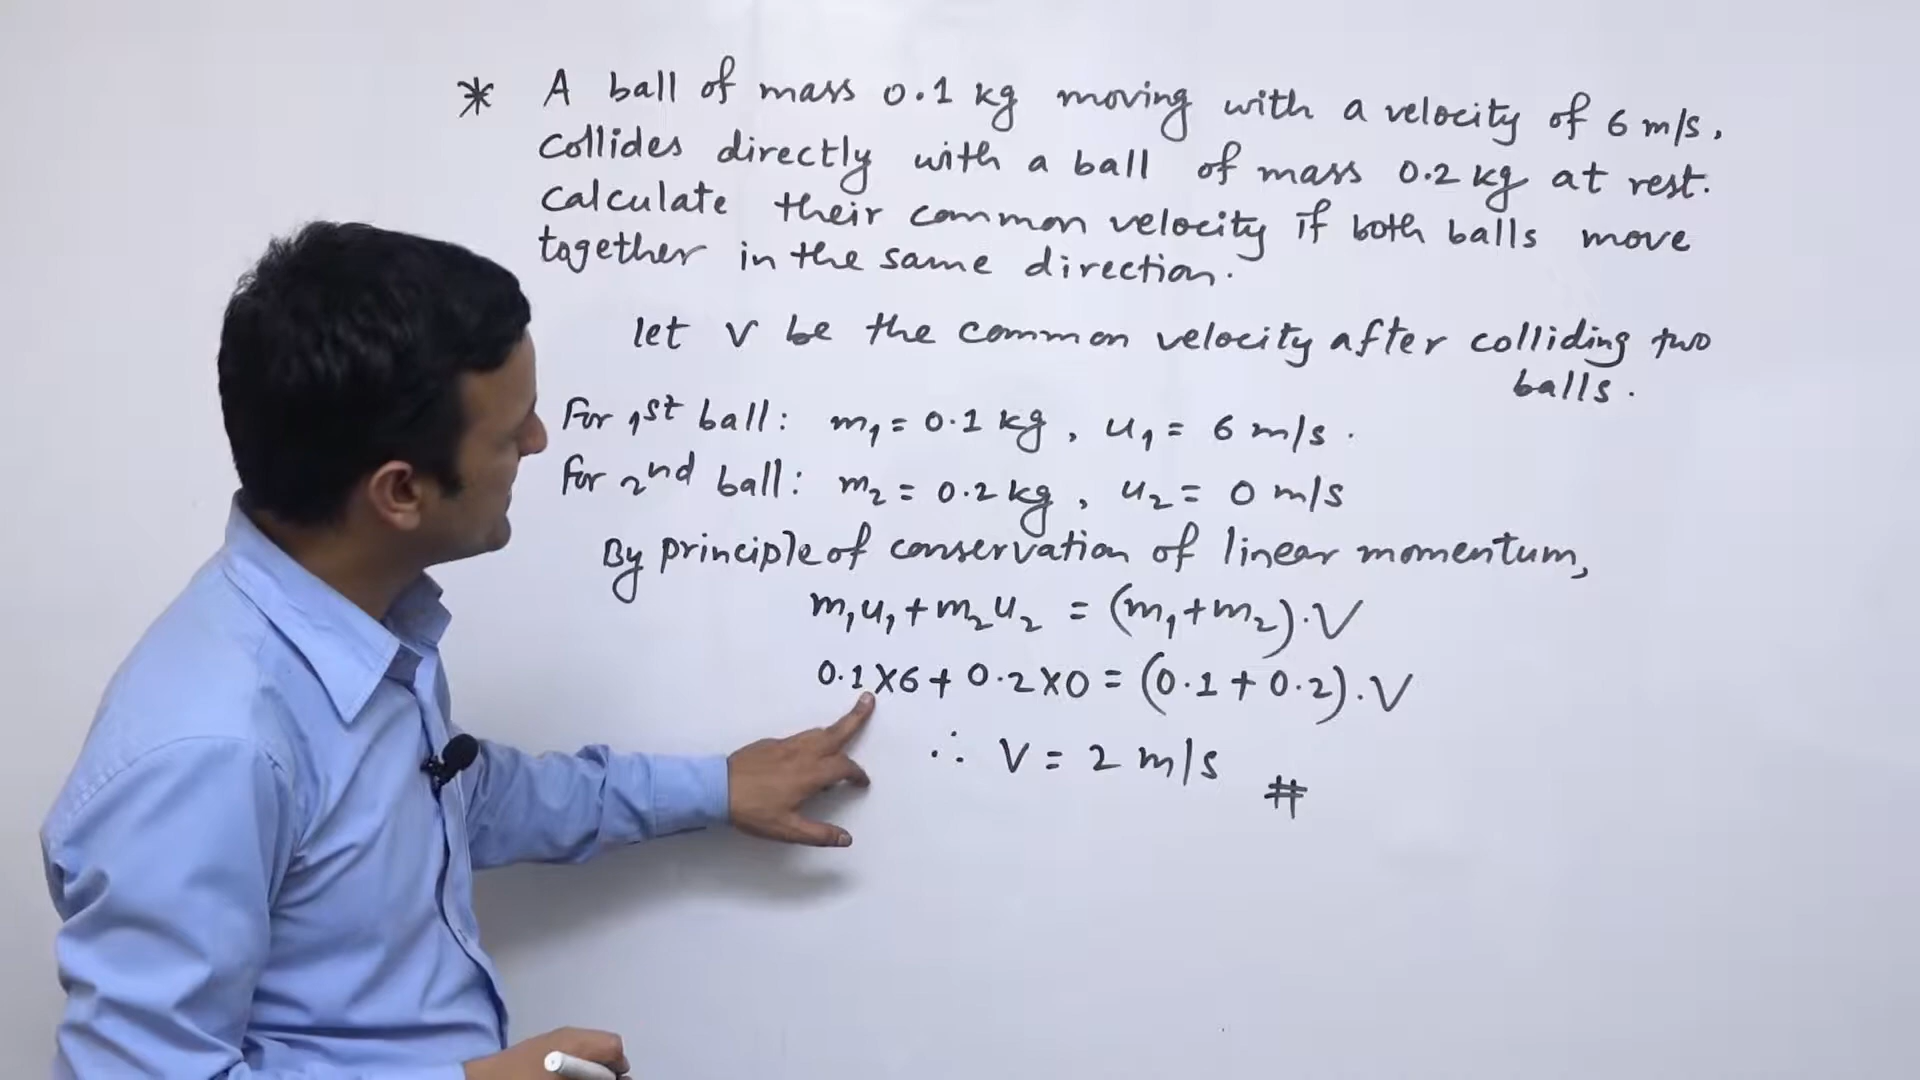 * A ball of mass 0.1 kg moving with a velocity of 6 m/s,
collides directly with a ball of mass 0.2 kg at rest.
calculate their common velocity if both balls move
together in the same direction.
let v be the common velocity after colliding two
balls.
For 1st ball: m₁ = 0.1 kg, u₁ = 6 m/s.
For 2nd ball: m₂ = 0.2 kg, u₂ = 0 m/s
By principle of conservation of linear momentum,
m₁u₁ + m₂u₂ = (m₁+m₂).V
0.1×6 + 0.2×0 = (0.1 + 0.2).V
∴ V = 2 m/s #